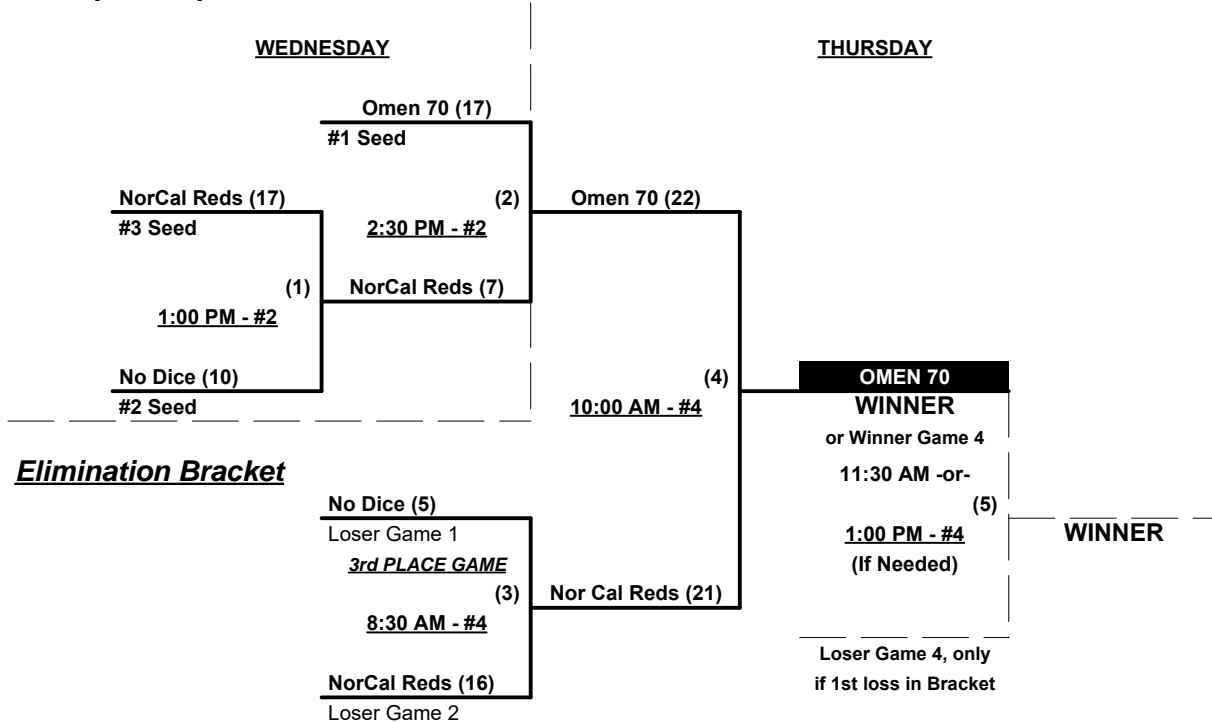 WEDNESDAY
THURSDAY
Omen 70 (17)
#1 Seed
NorCal Reds (17)
(2)
Omen 70 (22)
#3 Seed
2:30 PM - #2
(1)
NorCal Reds (7)
1:00 PM - #2
No Dice (10)
(4)
OMEN 70
#2 Seed
10:00 AM - #4
WINNER
or Winner Game 4
Elimination Bracket
11:30 AM -or-
No Dice (5)
(5)
Loser Game 1
1:00 PM - #4
WINNER
3rd PLACE GAME
(If Needed)
(3)
Nor Cal Reds (21)
8:30 AM - #4
Loser Game 4, only
NorCal Reds (16)
if 1st loss in Bracket
Loser Game 2